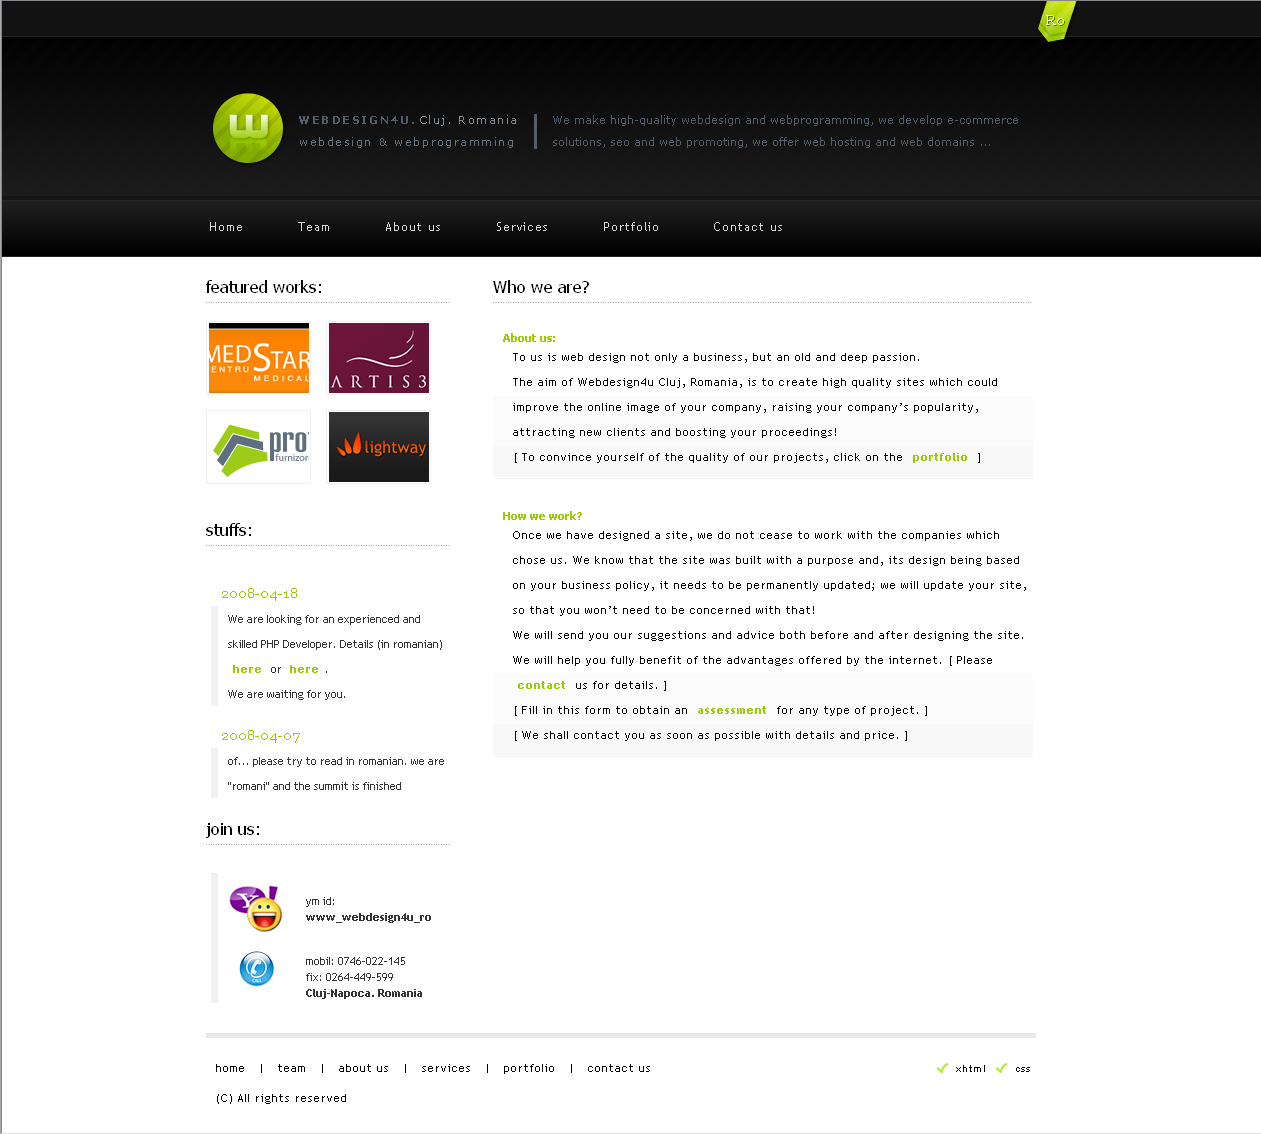 Ro
W
WEBDESIGN4U. Cluj. Romania
webdesign & webprogramming
We make high-quality webdesign and webprogramming, we develop e-commerce
solutions, seo and web promoting, we offer web hosting and web domains ...
Home Team About us Services Portfolio Contact us
featured works:
MEDSTAR
ENTRU MEDICAL
ARTIS3
pro
furnizor
lightway
stuffs:
2008-04-18
We are looking for an experienced and
skilled PHP Developer. Details (in romanian)
here or here .
We are waiting for you.
2008-04-07
of... please try to read in romanian. we are
"romani" and the summit is finished
join us:
Y!
ym id:
www_webdesign4u_ro
CALL
mobil: 0746-022-145
fix: 0264-449-599
Cluj-Napoca. Romania
Who we are?
About us:
To us is web design not only a business, but an old and deep passion.
The aim of Webdesign4u Cluj, Romania, is to create high quality sites which could
improve the online image of your company, raising your company's popularity,
attracting new clients and boosting your proceedings!
[ To convince yourself of the quality of our projects, click on the portfolio ]
How we work?
Once we have designed a site, we do not cease to work with the companies which
chose us. We know that the site was built with a purpose and, its design being based
on your business policy, it needs to be permanently updated; we will update your site,
so that you won't need to be concerned with that!
We will send you our suggestions and advice both before and after designing the site.
We will help you fully benefit of the advantages offered by the internet. [ Please
contact us for details. ]
[ Fill in this form to obtain an assessment for any type of project. ]
[ We shall contact you as soon as possible with details and price. ]
home | team | about us | services | portfolio | contact us
xhtml css
(C) All rights reserved